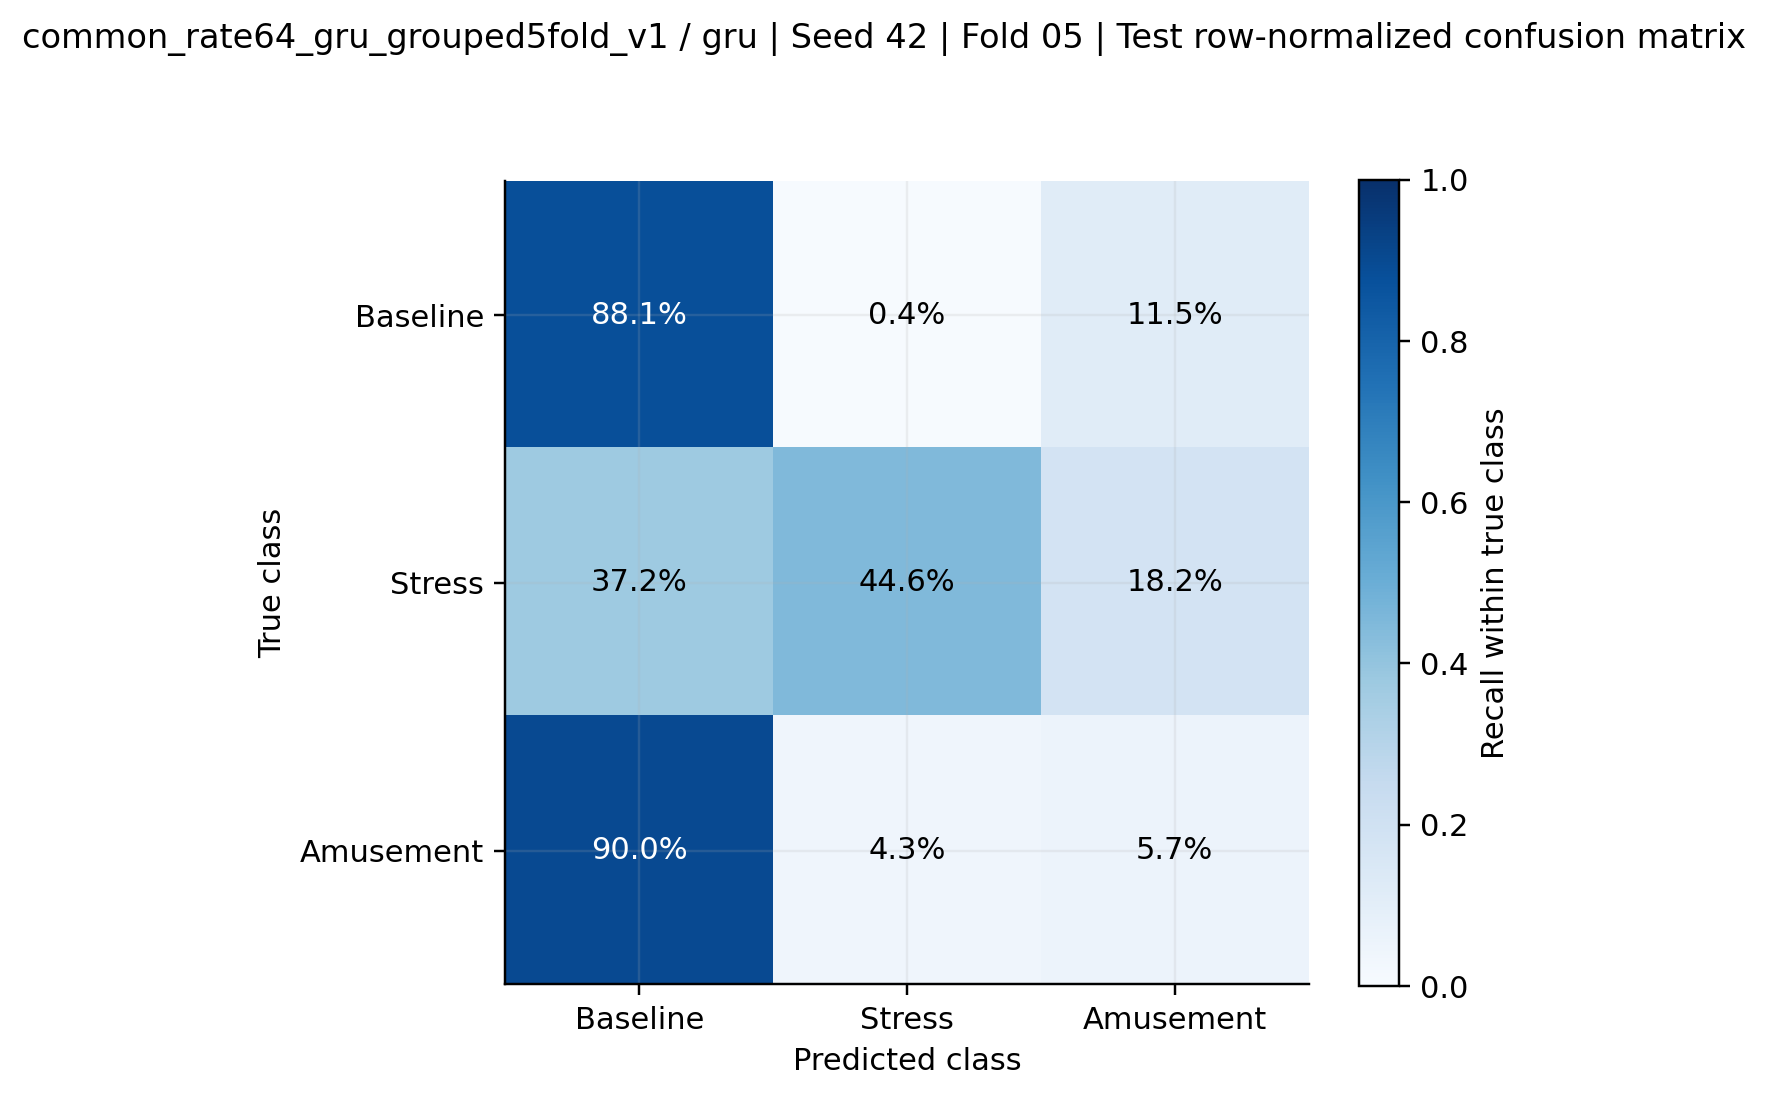 common_rate64_gru_grouped5fold_v1 / gru | Seed 42 | Fold 05 | Test row-normalized confusion matrix
True class
Baseline
88.1%
0.4%
11.5%
Stress
37.2%
44.6%
18.2%
Amusement
90.0%
4.3%
5.7%
Baseline
Stress
Amusement
Predicted class
1.0
0.8
0.6
0.4
0.2
0.0
Recall within true class